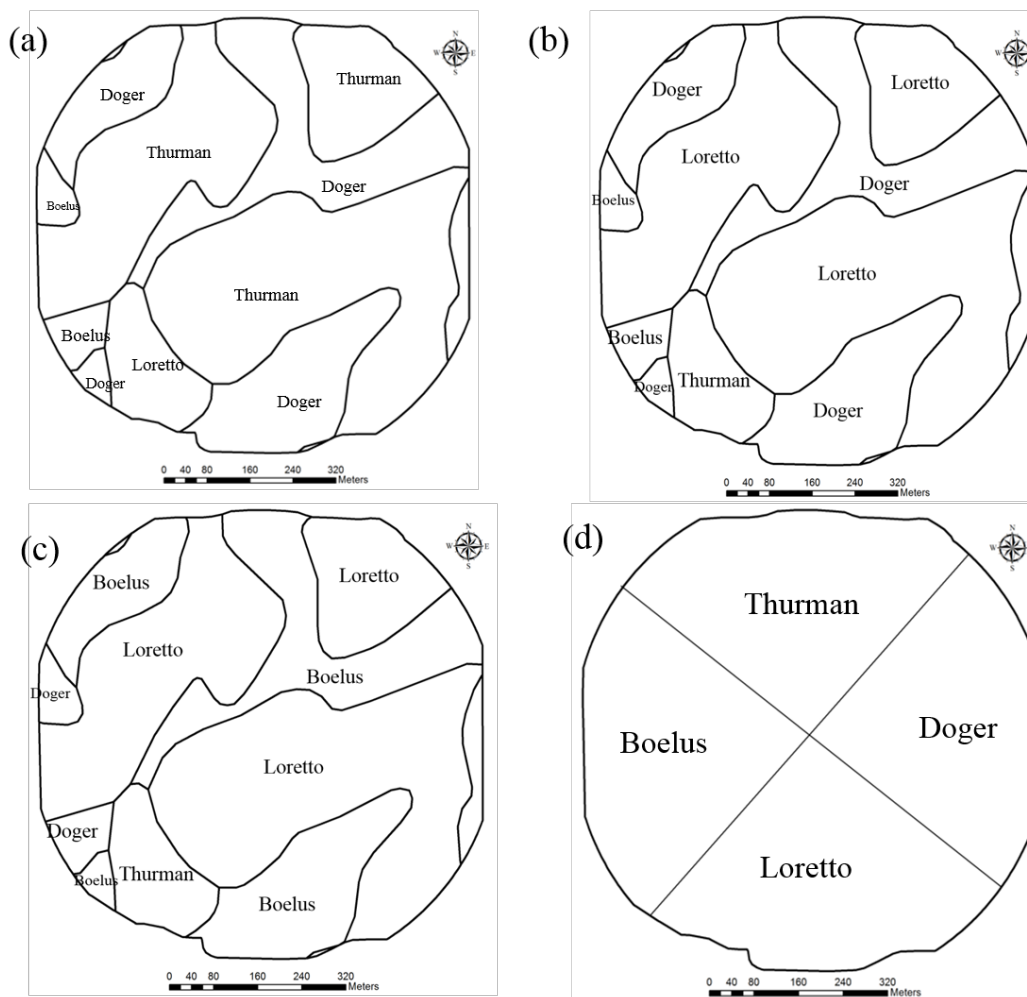 (a)
N
W E
S
Thurman
Doger
Thurman
Doger
Boelus
Thurman
Boelus
Loretto
Doger
Doger
0 40 80 160 240 320
Meters
(b)
N
W E
S
Loretto
Doger
Loretto
Doger
Boelus
Loretto
Boelus
Thurman
Doger
Doger
0 40 80 160 240 320
Meters
(c)
N
W E
S
Loretto
Boelus
Loretto
Boelus
Doger
Loretto
Doger
Thurman
Boelus
Boelus
0 40 80 160 240 320
Meters
(d)
N
W E
S
Thurman
Doger
Boelus
Loretto
0 40 80 160 240 320
Meters